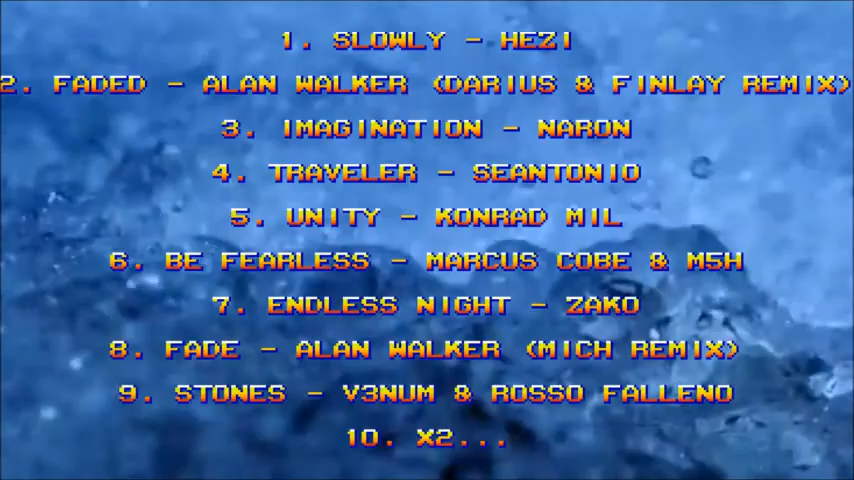 1. SLOWLY - HEZI
2. FADED - ALAN WALKER (DARIUS & FINLAY REMIX)
3. IMAGINATION - NARON
4. TRAVELER - SEANTONIO
5. UNITY - KONRAD MIL
6. BE FEARLESS - MARCUS COBE & M5H
7. ENDLESS NIGHT - ZAKO
8. FADE - ALAN WALKER (MICH REMIX)
9. STONES - V3NUM & ROSSO FALLENO
10. X2...